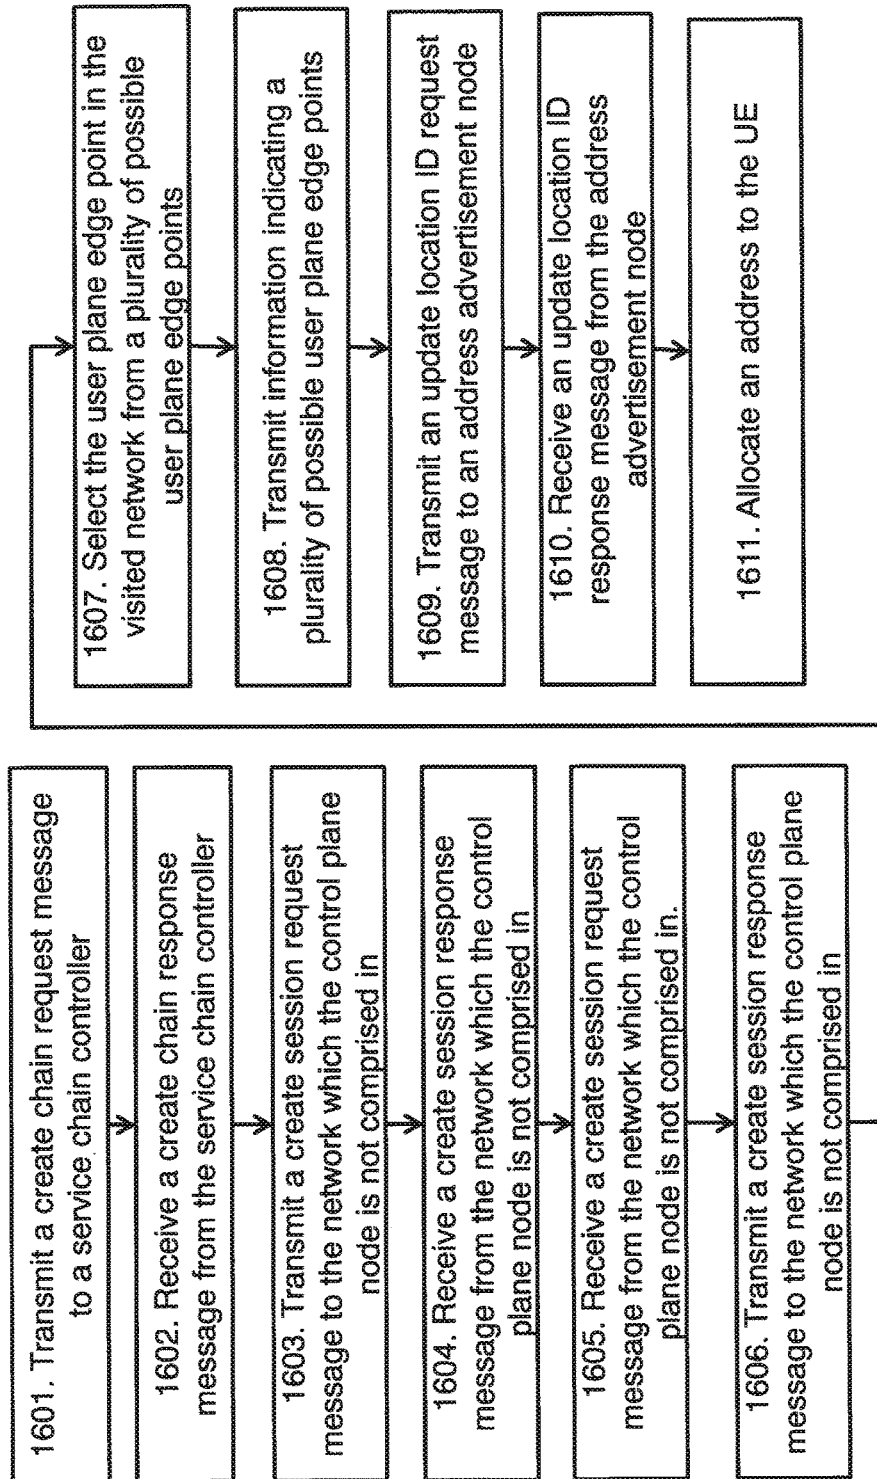 1601. Transmit a create chain request message
to a service chain controller
1602. Receive a create chain response
message from the service chain controller
1603. Transmit a create session request
message to the network which the control plane
node is not comprised in
1604. Receive a create session response
message from the network which the control
plane node is not comprised in
1605. Receive a create session request
message from the network which the control
plane node is not comprised in.
1606. Transmit a create session response
message to the network which the control plane
node is not comprised in
1607. Select the user plane edge point in the
visited network from a plurality of possible
user plane edge points
1608. Transmit information indicating a
plurality of possible user plane edge points
1609. Transmit an update location ID request
message to an address advertisement node
1610. Receive an update location ID
response message from the address
advertisement node
1611. Allocate an address to the UE